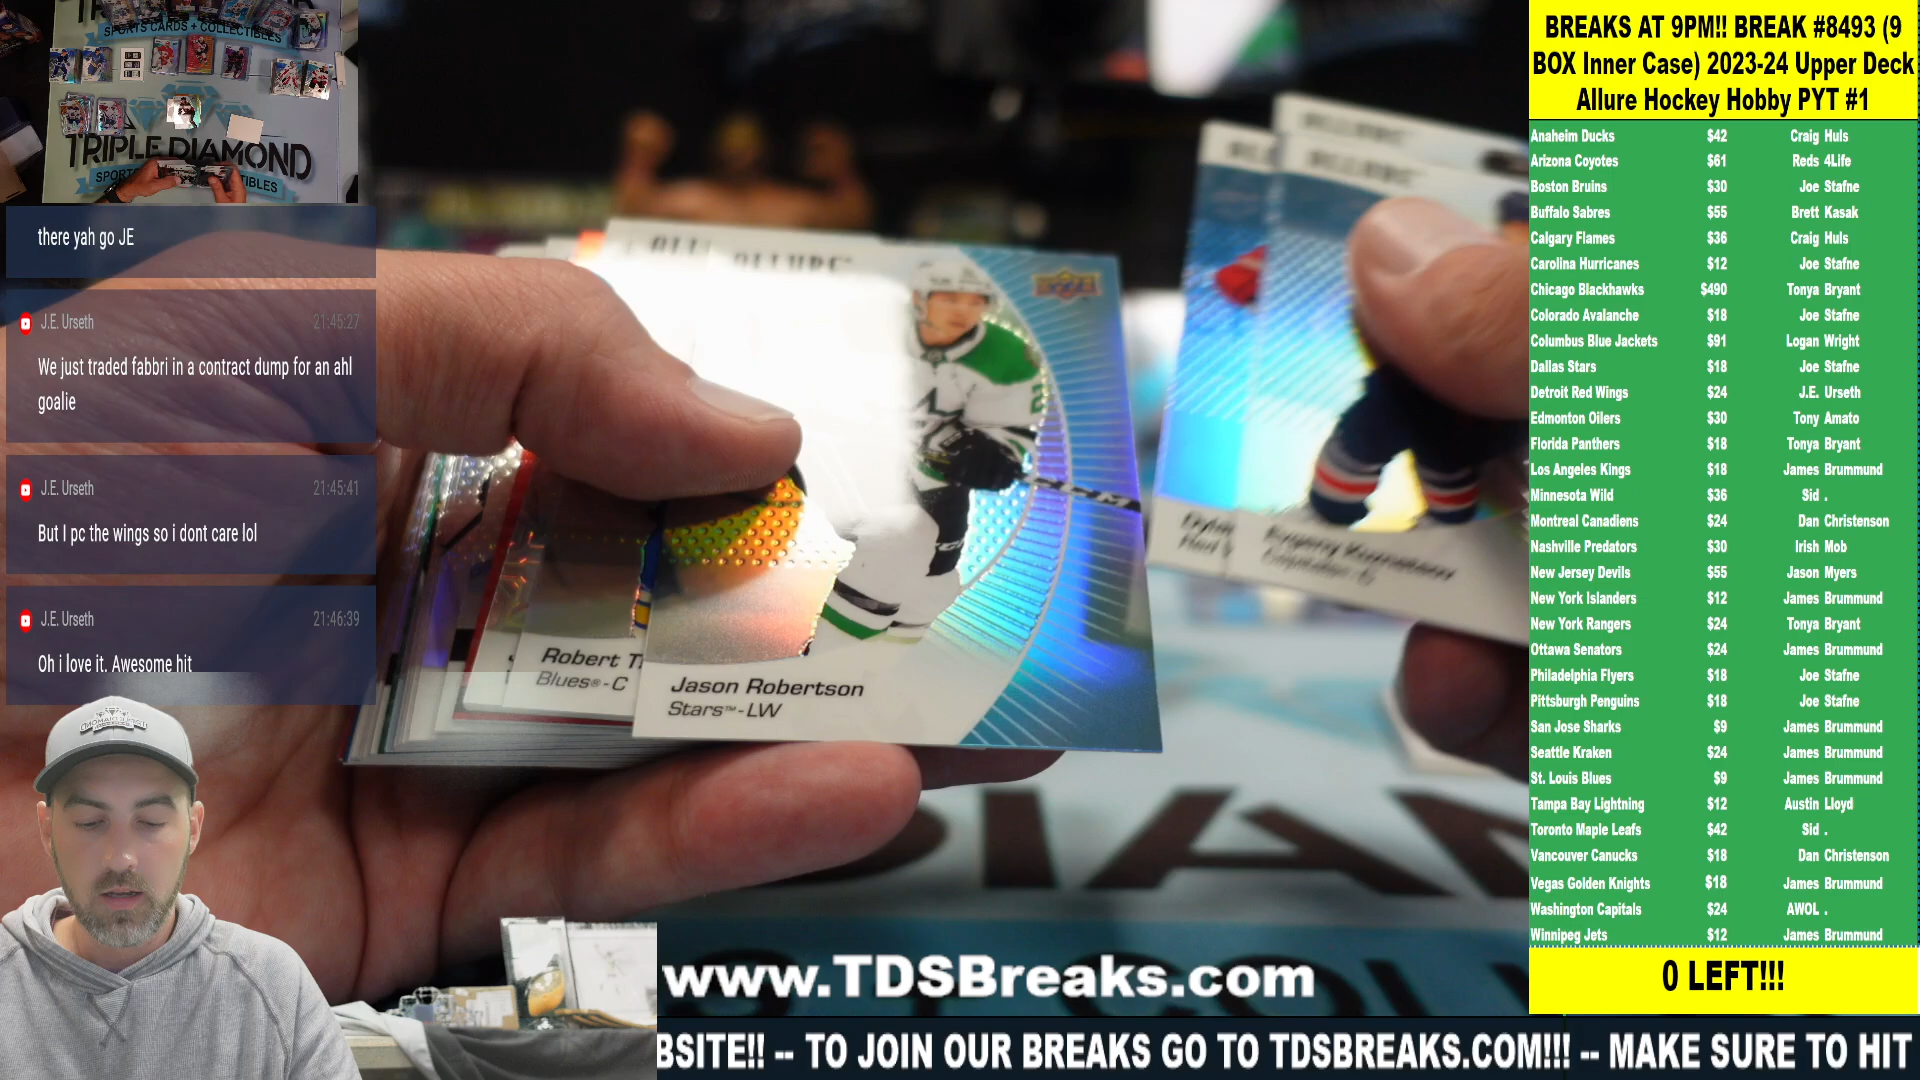 SPORTS CARDS + COLLECTIBLES
TRIPLE DIAMOND
there yah go JE
J.E. Urseth 21:45:27
We just traded fabbri in a contract dump for an ahl
goalie
J.E. Urseth 21:45:41
But I pc the wings so i dont care lol
J.E. Urseth 21:46:39
Oh i love it. Awesome hit
ALLURE
ALLURE
CCM
Robert
Blues®-C
Jason Robertson
Stars™-LW
Evgeny Kuznetsov
www.TDSBreaks.com
BSITE!! -- TO JOIN OUR BREAKS GO TO TDSBREAKS.COM!!! -- MAKE SURE TO HIT
BREAKS AT 9PM!! BREAK #8493 (9
BOX Inner Case) 2023-24 Upper Deck
Allure Hockey Hobby PYT #1
Anaheim Ducks $42 Craig Huls
Arizona Coyotes $61 Reds 4Life
Boston Bruins $30 Joe Stafne
Buffalo Sabres $55 Brett Kasak
Calgary Flames $36 Craig Huls
Carolina Hurricanes $12 Joe Stafne
Chicago Blackhawks $490 Tonya Bryant
Colorado Avalanche $18 Joe Stafne
Columbus Blue Jackets $91 Logan Wright
Dallas Stars $18 Joe Stafne
Detroit Red Wings $24 J.E. Urseth
Edmonton Oilers $30 Tony Amato
Florida Panthers $18 Tonya Bryant
Los Angeles Kings $18 James Brummund
Minnesota Wild $36 Sid .
Montreal Canadiens $24 Dan Christenson
Nashville Predators $30 Irish Mob
New Jersey Devils $55 Jason Myers
New York Islanders $12 James Brummund
New York Rangers $24 Tonya Bryant
Ottawa Senators $24 James Brummund
Philadelphia Flyers $18 Joe Stafne
Pittsburgh Penguins $18 Joe Stafne
San Jose Sharks $9 James Brummund
Seattle Kraken $24 James Brummund
St. Louis Blues $9 James Brummund
Tampa Bay Lightning $12 Austin Lloyd
Toronto Maple Leafs $42 Sid .
Vancouver Canucks $18 Dan Christenson
Vegas Golden Knights $18 James Brummund
Washington Capitals $24 AWOL .
Winnipeg Jets $12 James Brummund
0 LEFT!!!